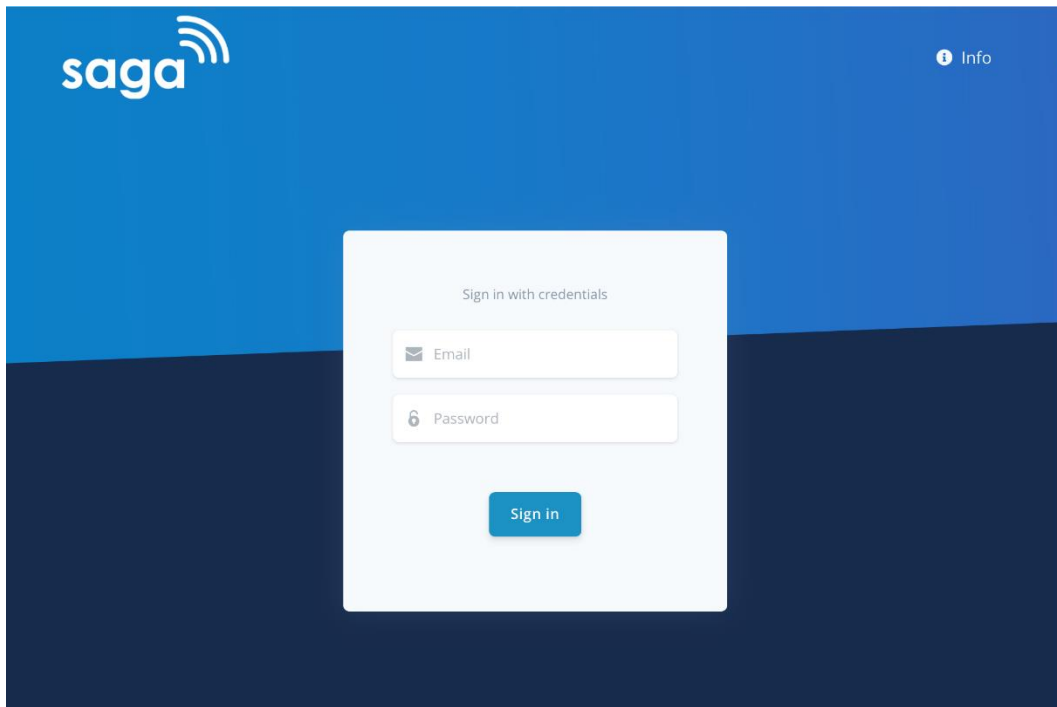 saga
Info
Sign in with credentials
Email
Password
Sign in